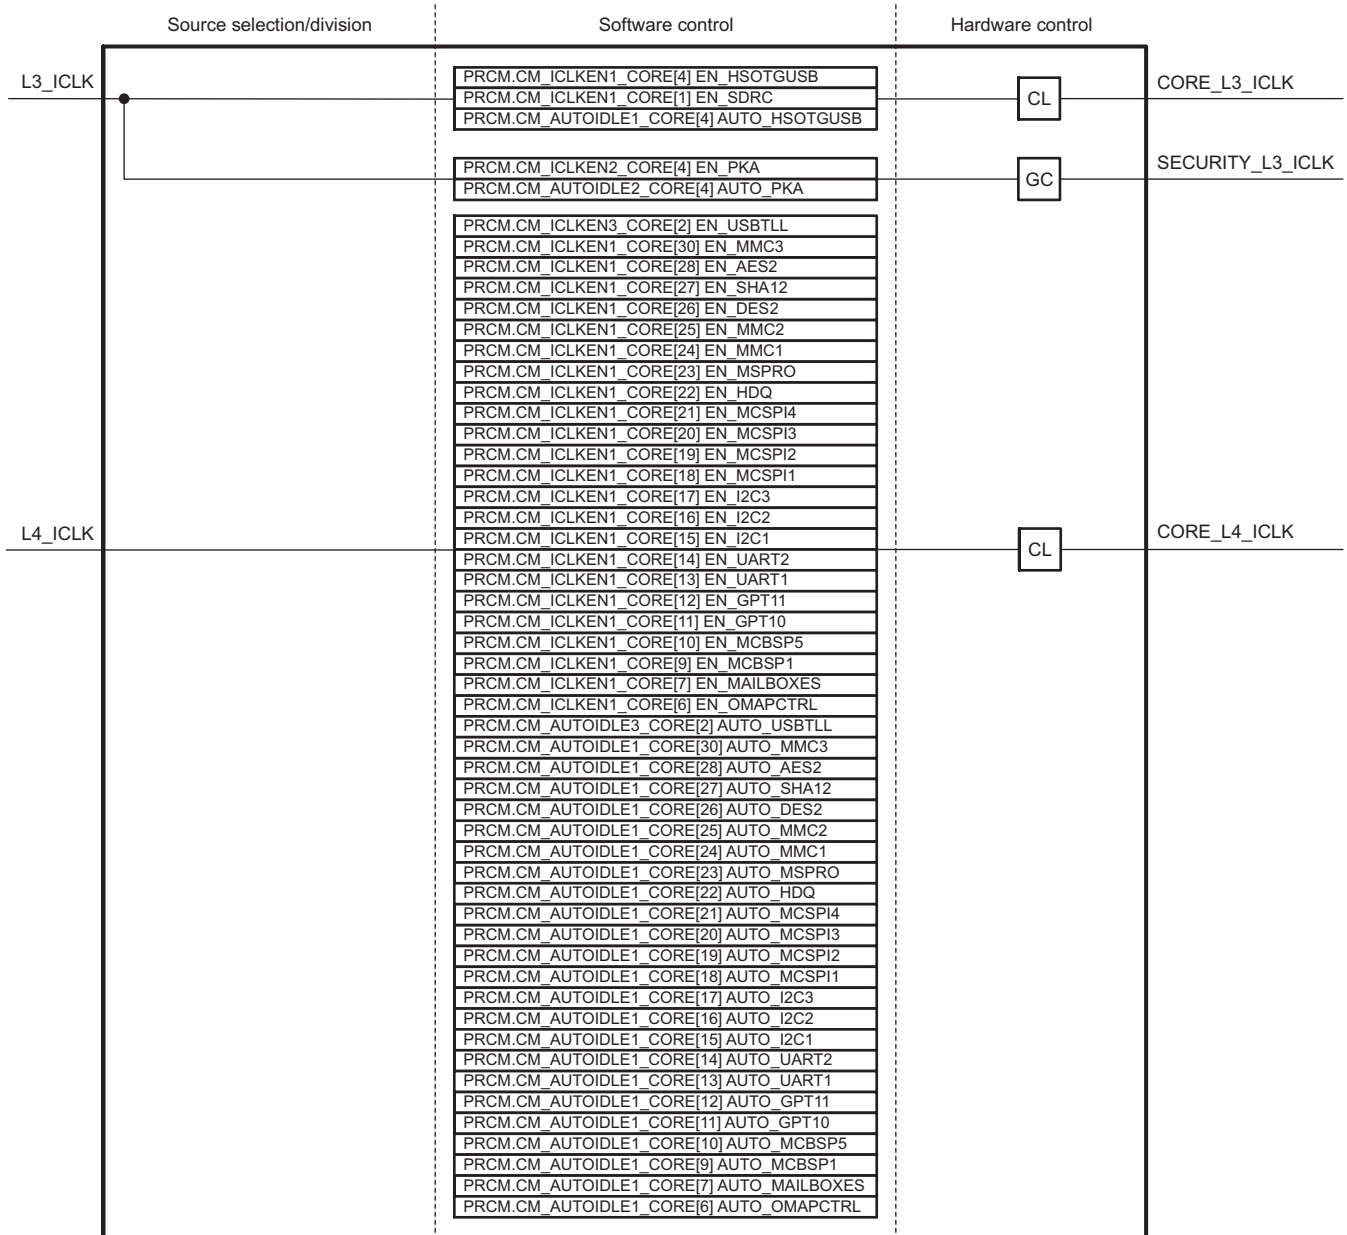 Source selection/division
Software control
Hardware control
L3_ICLK
PRCM.CM_ICLKEN1_CORE[4] EN_HSOTGUSB
PRCM.CM_ICLKEN1_CORE[1] EN_SDRC
PRCM.CM_AUTOIDLE1_CORE[4] AUTO_HSOTGUSB
CL
CORE_L3_ICLK
PRCM.CM_ICLKEN2_CORE[4] EN_PKA
PRCM.CM_AUTOIDLE2_CORE[4] AUTO_PKA
GC
SECURITY_L3_ICLK
PRCM.CM_ICLKEN3_CORE[2] EN_USBTLL
PRCM.CM_ICLKEN1_CORE[30] EN_MMC3
PRCM.CM_ICLKEN1_CORE[28] EN_AES2
PRCM.CM_ICLKEN1_CORE[27] EN_SHA12
PRCM.CM_ICLKEN1_CORE[26] EN_DES2
PRCM.CM_ICLKEN1_CORE[25] EN_MMC2
PRCM.CM_ICLKEN1_CORE[24] EN_MMC1
PRCM.CM_ICLKEN1_CORE[23] EN_MSPRO
PRCM.CM_ICLKEN1_CORE[22] EN_HDQ
PRCM.CM_ICLKEN1_CORE[21] EN_MCSPI4
PRCM.CM_ICLKEN1_CORE[20] EN_MCSPI3
PRCM.CM_ICLKEN1_CORE[19] EN_MCSPI2
PRCM.CM_ICLKEN1_CORE[18] EN_MCSPI1
PRCM.CM_ICLKEN1_CORE[17] EN_I2C3
PRCM.CM_ICLKEN1_CORE[16] EN_I2C2
L4_ICLK
PRCM.CM_ICLKEN1_CORE[15] EN_I2C1
CL
CORE_L4_ICLK
PRCM.CM_ICLKEN1_CORE[14] EN_UART2
PRCM.CM_ICLKEN1_CORE[13] EN_UART1
PRCM.CM_ICLKEN1_CORE[12] EN_GPT11
PRCM.CM_ICLKEN1_CORE[11] EN_GPT10
PRCM.CM_ICLKEN1_CORE[10] EN_MCBSP5
PRCM.CM_ICLKEN1_CORE[9] EN_MCBSP1
PRCM.CM_ICLKEN1_CORE[7] EN_MAILBOXES
PRCM.CM_ICLKEN1_CORE[6] EN_OMAPCTRL
PRCM.CM_AUTOIDLE3_CORE[2] AUTO_USBTLL
PRCM.CM_AUTOIDLE1_CORE[30] AUTO_MMC3
PRCM.CM_AUTOIDLE1_CORE[28] AUTO_AES2
PRCM.CM_AUTOIDLE1_CORE[27] AUTO_SHA12
PRCM.CM_AUTOIDLE1_CORE[26] AUTO_DES2
PRCM.CM_AUTOIDLE1_CORE[25] AUTO_MMC2
PRCM.CM_AUTOIDLE1_CORE[24] AUTO_MMC1
PRCM.CM_AUTOIDLE1_CORE[23] AUTO_MSPRO
PRCM.CM_AUTOIDLE1_CORE[22] AUTO_HDQ
PRCM.CM_AUTOIDLE1_CORE[21] AUTO_MCSPI4
PRCM.CM_AUTOIDLE1_CORE[20] AUTO_MCSPI3
PRCM.CM_AUTOIDLE1_CORE[19] AUTO_MCSPI2
PRCM.CM_AUTOIDLE1_CORE[18] AUTO_MCSPI1
PRCM.CM_AUTOIDLE1_CORE[17] AUTO_I2C3
PRCM.CM_AUTOIDLE1_CORE[16] AUTO_I2C2
PRCM.CM_AUTOIDLE1_CORE[15] AUTO_I2C1
PRCM.CM_AUTOIDLE1_CORE[14] AUTO_UART2
PRCM.CM_AUTOIDLE1_CORE[13] AUTO_UART1
PRCM.CM_AUTOIDLE1_CORE[12] AUTO_GPT11
PRCM.CM_AUTOIDLE1_CORE[11] AUTO_GPT10
PRCM.CM_AUTOIDLE1_CORE[10] AUTO_MCBSP5
PRCM.CM_AUTOIDLE1_CORE[9] AUTO_MCBSP1
PRCM.CM_AUTOIDLE1_CORE[7] AUTO_MAILBOXES
PRCM.CM_AUTOIDLE1_CORE[6] AUTO_OMAPCTRL